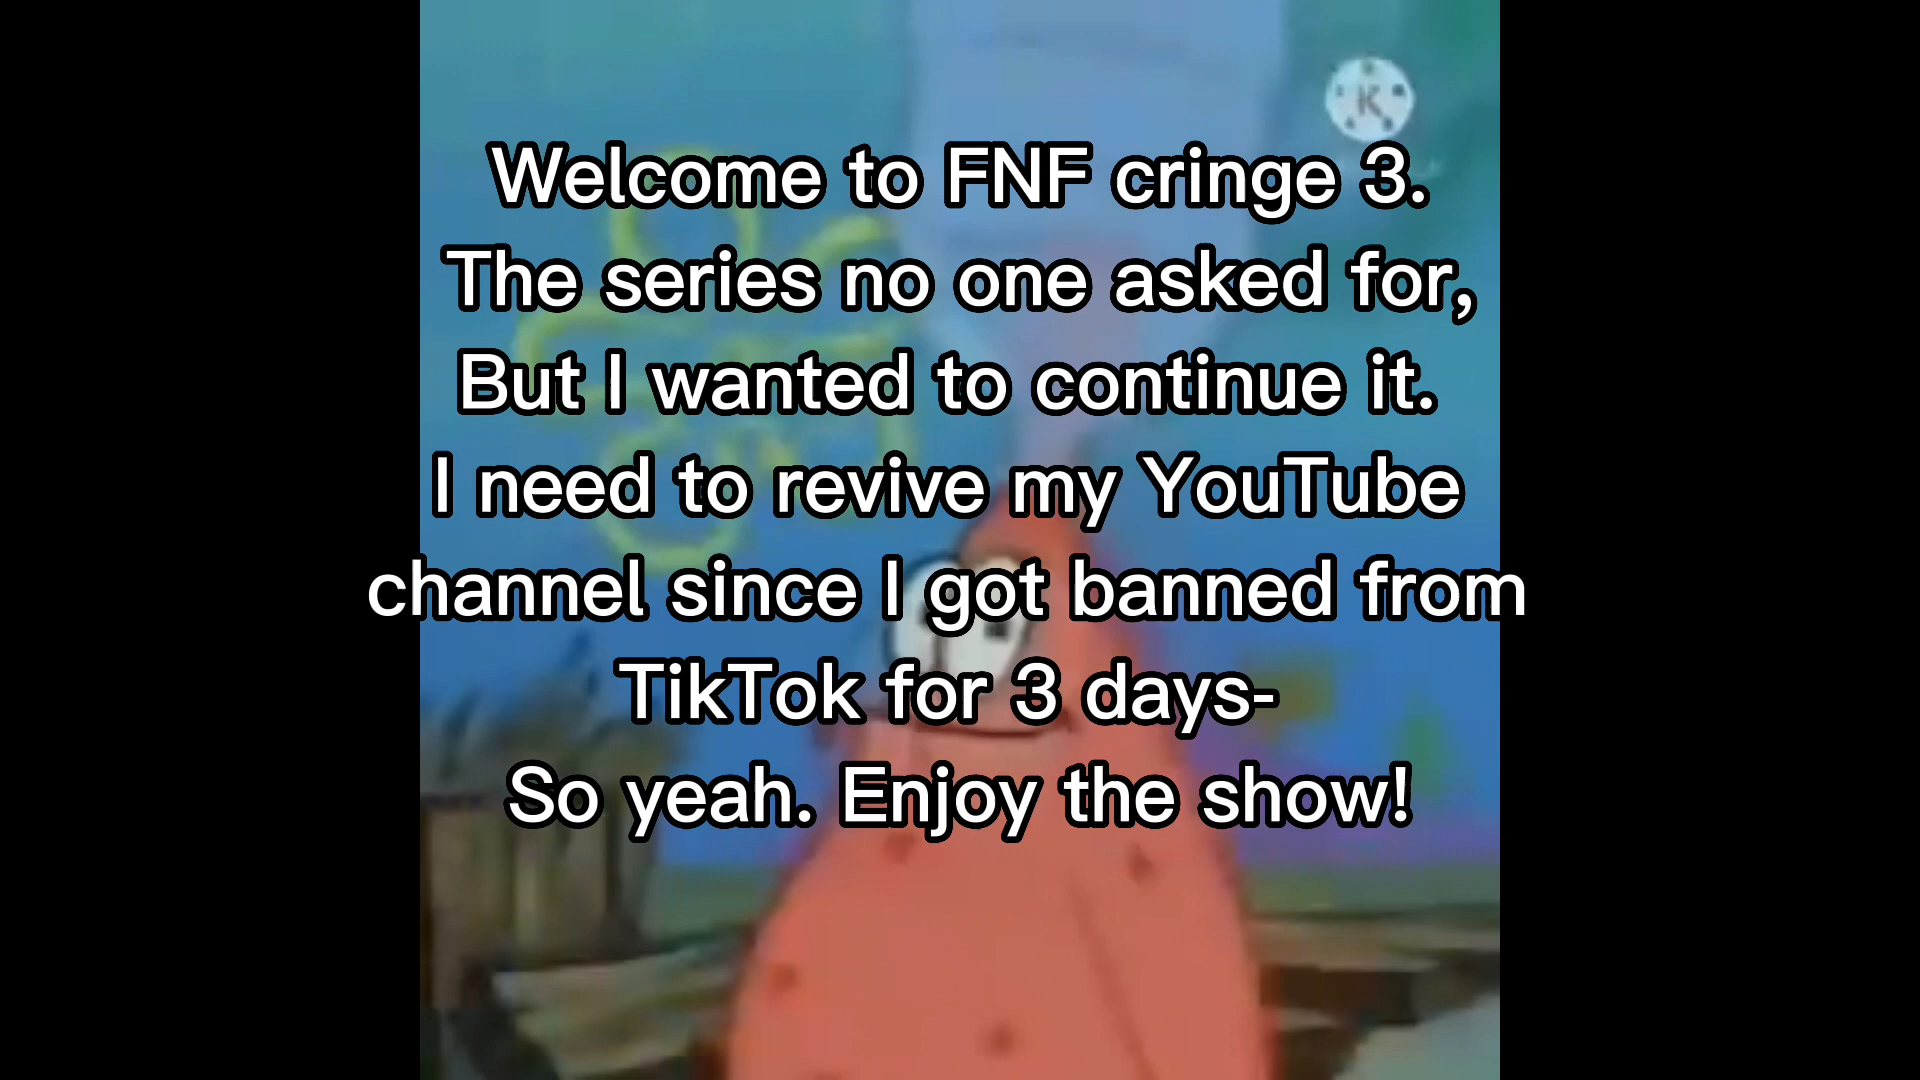 K
Welcome to FNF cringe 3.
The series no one asked for,
But I wanted to continue it.
I need to revive my YouTube
channel since I got banned from
TikTok for 3 days-
So yeah. Enjoy the show!